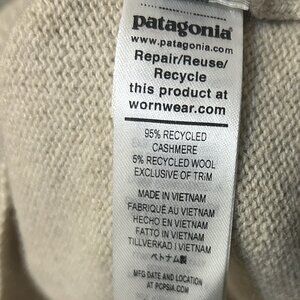 patagonia
www.patagonia.com
Repair/Reuse/
Recycle
this product at
wornwear.com
95% RECYCLED
CASHMERE
5% RECYCLED WOOL
EXCLUSIVE OF TRIM
MADE IN VIETNAM
FABRIQUÉ AU VIETNAM
HECHO EN VIETNAM
FATTO IN VIETNAM
TILLVERKAD I VIETNAM
ベトナム製
MFG DATE AND LOCATION
AT PCPSIA.COM